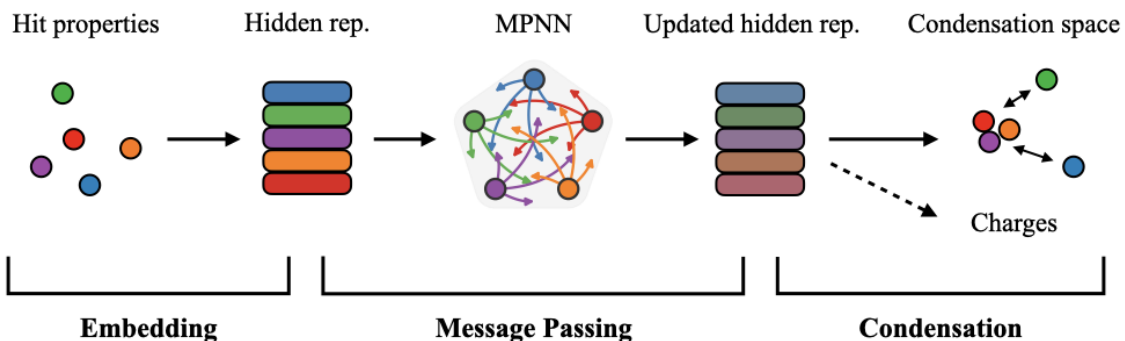 Hit properties
Hidden rep.
MPNN
Updated hidden rep.
Condensation space
Charges
Embedding
Message Passing
Condensation